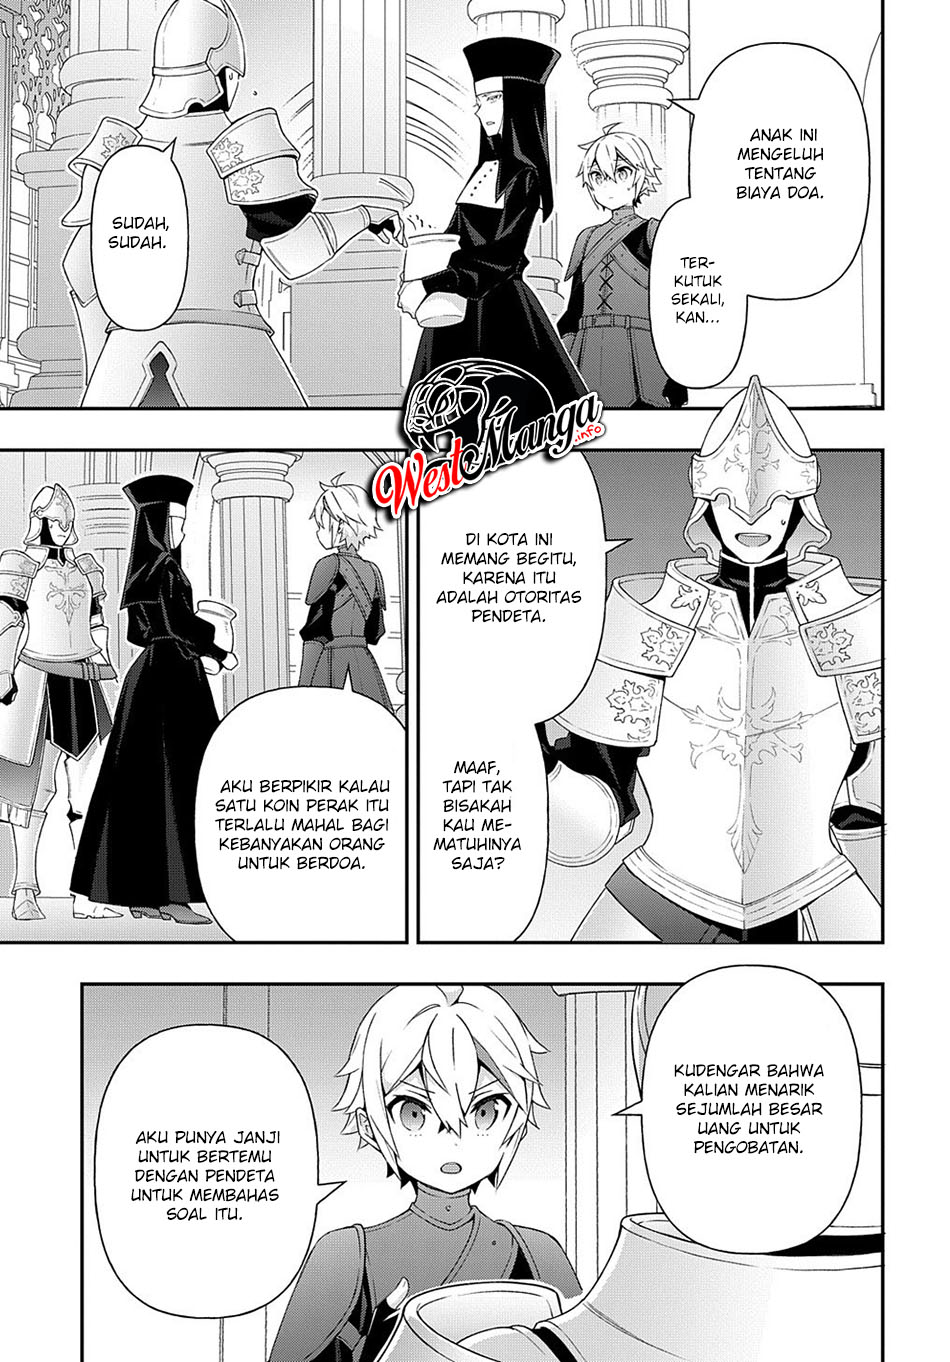 ANAK INI
MENGELUH
TENTANG
BIAYA DOA.
TER-
KUTUK
SEKALI,
KAN...
SUDAH,
SUDAH.
WestManga
.info
DI KOTA INI
MEMANG BEGITU,
KARENA ITU
ADALAH OTORITAS
PENDETA.
MAAF,
TAPI TAK
BISAKAH
KAU ME-
MATUHINYA
SAJA?
AKU BERPIKIR KALAU
SATU KOIN PERAK ITU
TERLALU MAHAL BAGI
KEBANYAKAN ORANG
UNTUK BERDOA.
KUDENGAR BAHWA
KALIAN MENARIK
SEJUMLAH BESAR
UANG UNTUK
PENGOBATAN.
AKU PUNYA JANJI
UNTUK BERTEMU
DENGAN PENDETA
UNTUK MEMBAHAS
SOAL ITU.